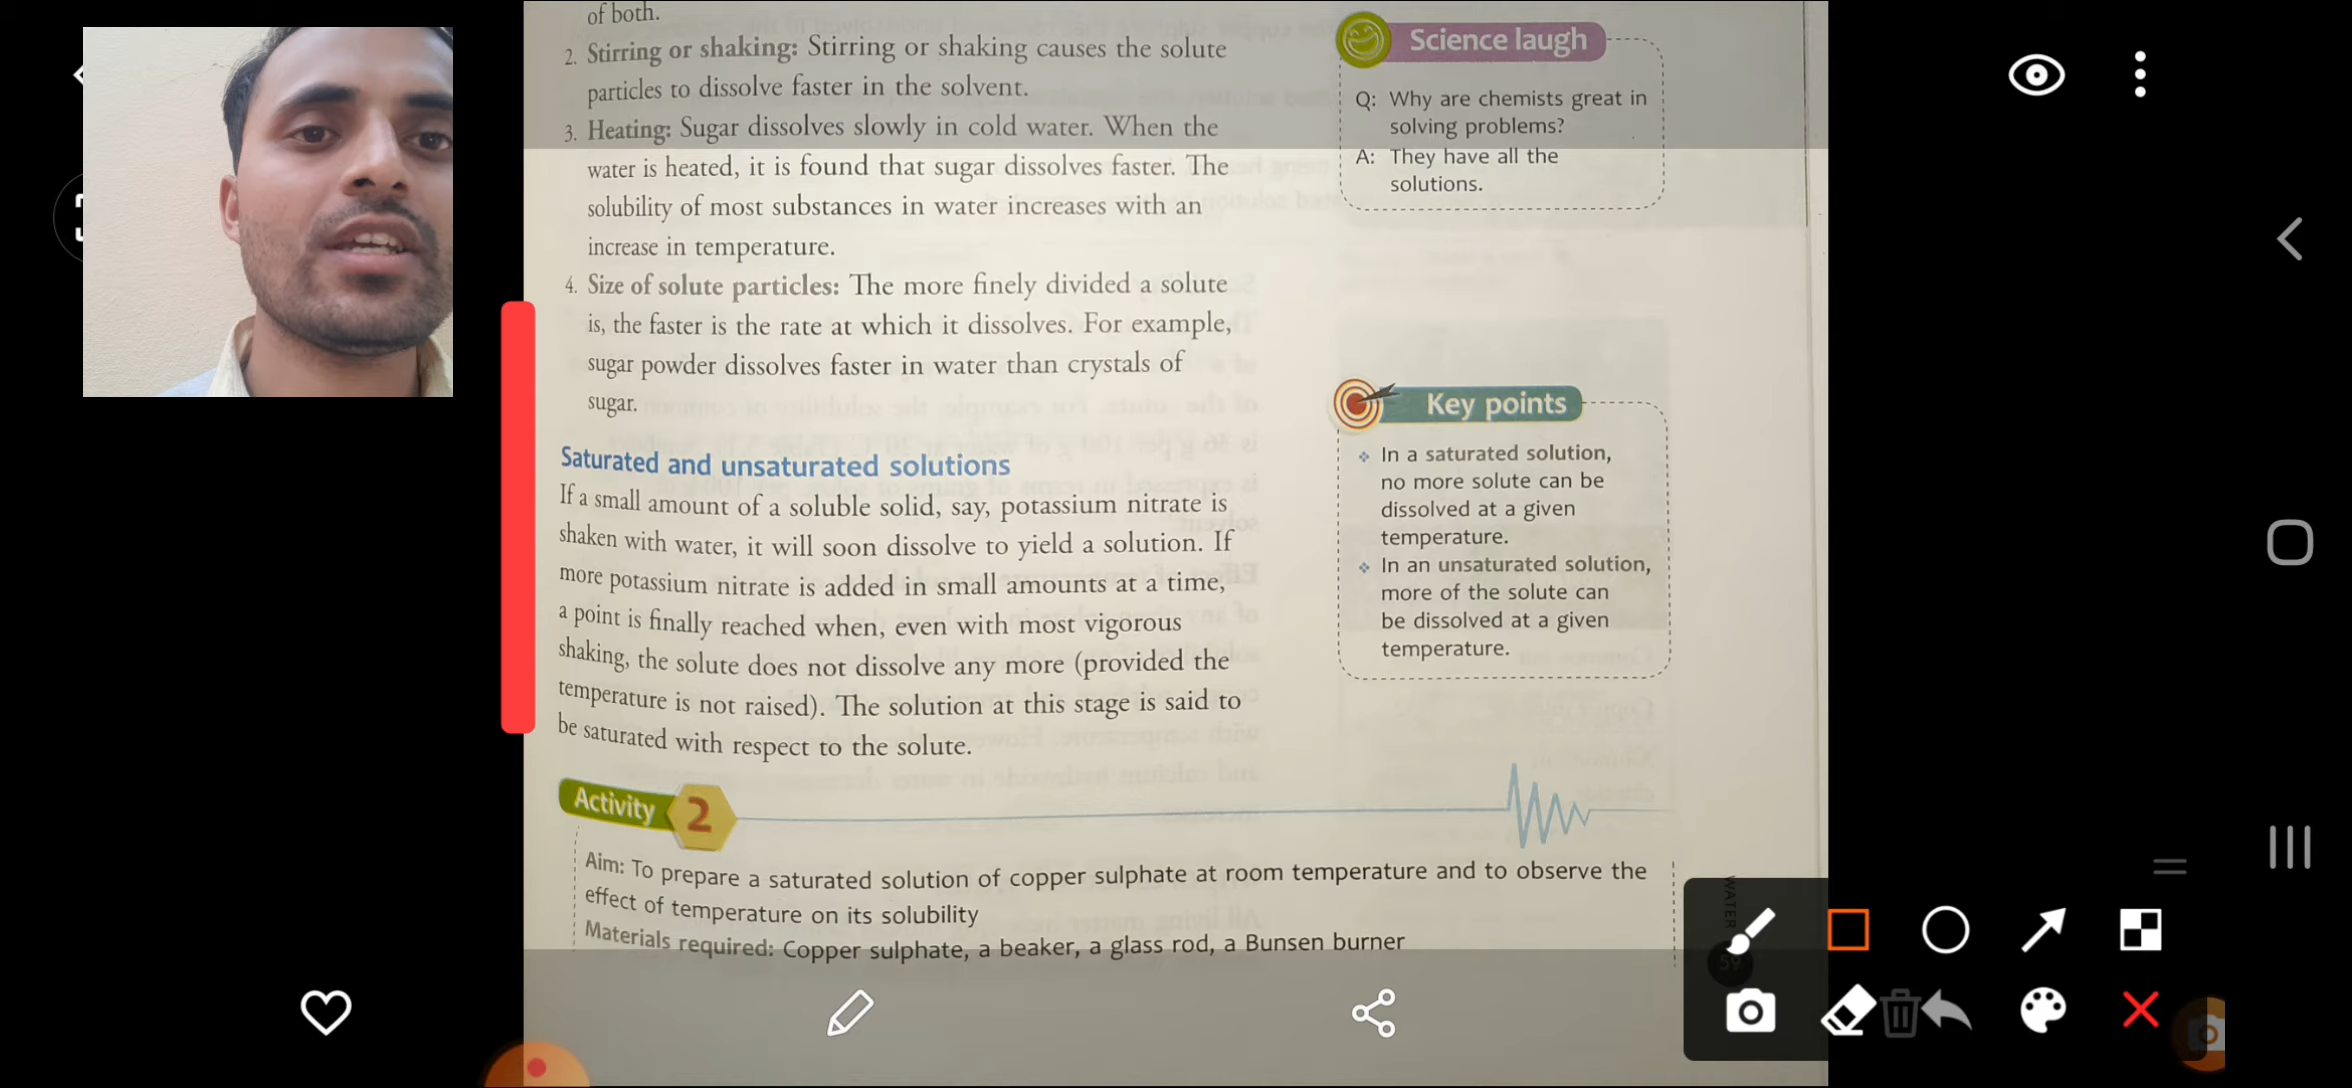 of both.
2. Stirring or shaking: Stirring or shaking causes the solute
particles to dissolve faster in the solvent.
3. Heating: Sugar dissolves slowly in cold water. When the
water is heated, it is found that sugar dissolves faster. The
solubility of most substances in water increases with an
increase in temperature.
4. Size of solute particles: The more finely divided a solute
is, the faster is the rate at which it dissolves. For example,
sugar powder dissolves faster in water than crystals of
sugar.
Saturated and unsaturated solutions
If a small amount of a soluble solid, say, potassium nitrate is
shaken with water, it will soon dissolve to yield a solution. If
more potassium nitrate is added in small amounts at a time,
a point is finally reached when, even with most vigorous
shaking, the solute does not dissolve any more (provided the
temperature is not raised). The solution at this stage is said to
be saturated with respect to the solute.
Science laugh
Q: Why are chemists great in
solving problems?
A: They have all the
solutions.
Key points
❖ In a saturated solution,
no more solute can be
dissolved at a given
temperature.
❖ In an unsaturated solution,
more of the solute can
be dissolved at a given
temperature.
Activity 2
Aim: To prepare a saturated solution of copper sulphate at room temperature and to observe the
effect of temperature on its solubility
Materials required: Copper sulphate, a beaker, a glass rod, a Bunsen burner
WATER